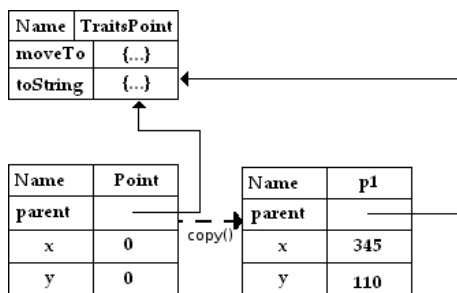 Name TraitsPoint
moveTo {...}
toString {...}
Name Point
parent
x 0
y 0
copy()
Name p1
parent
x 345
y 110